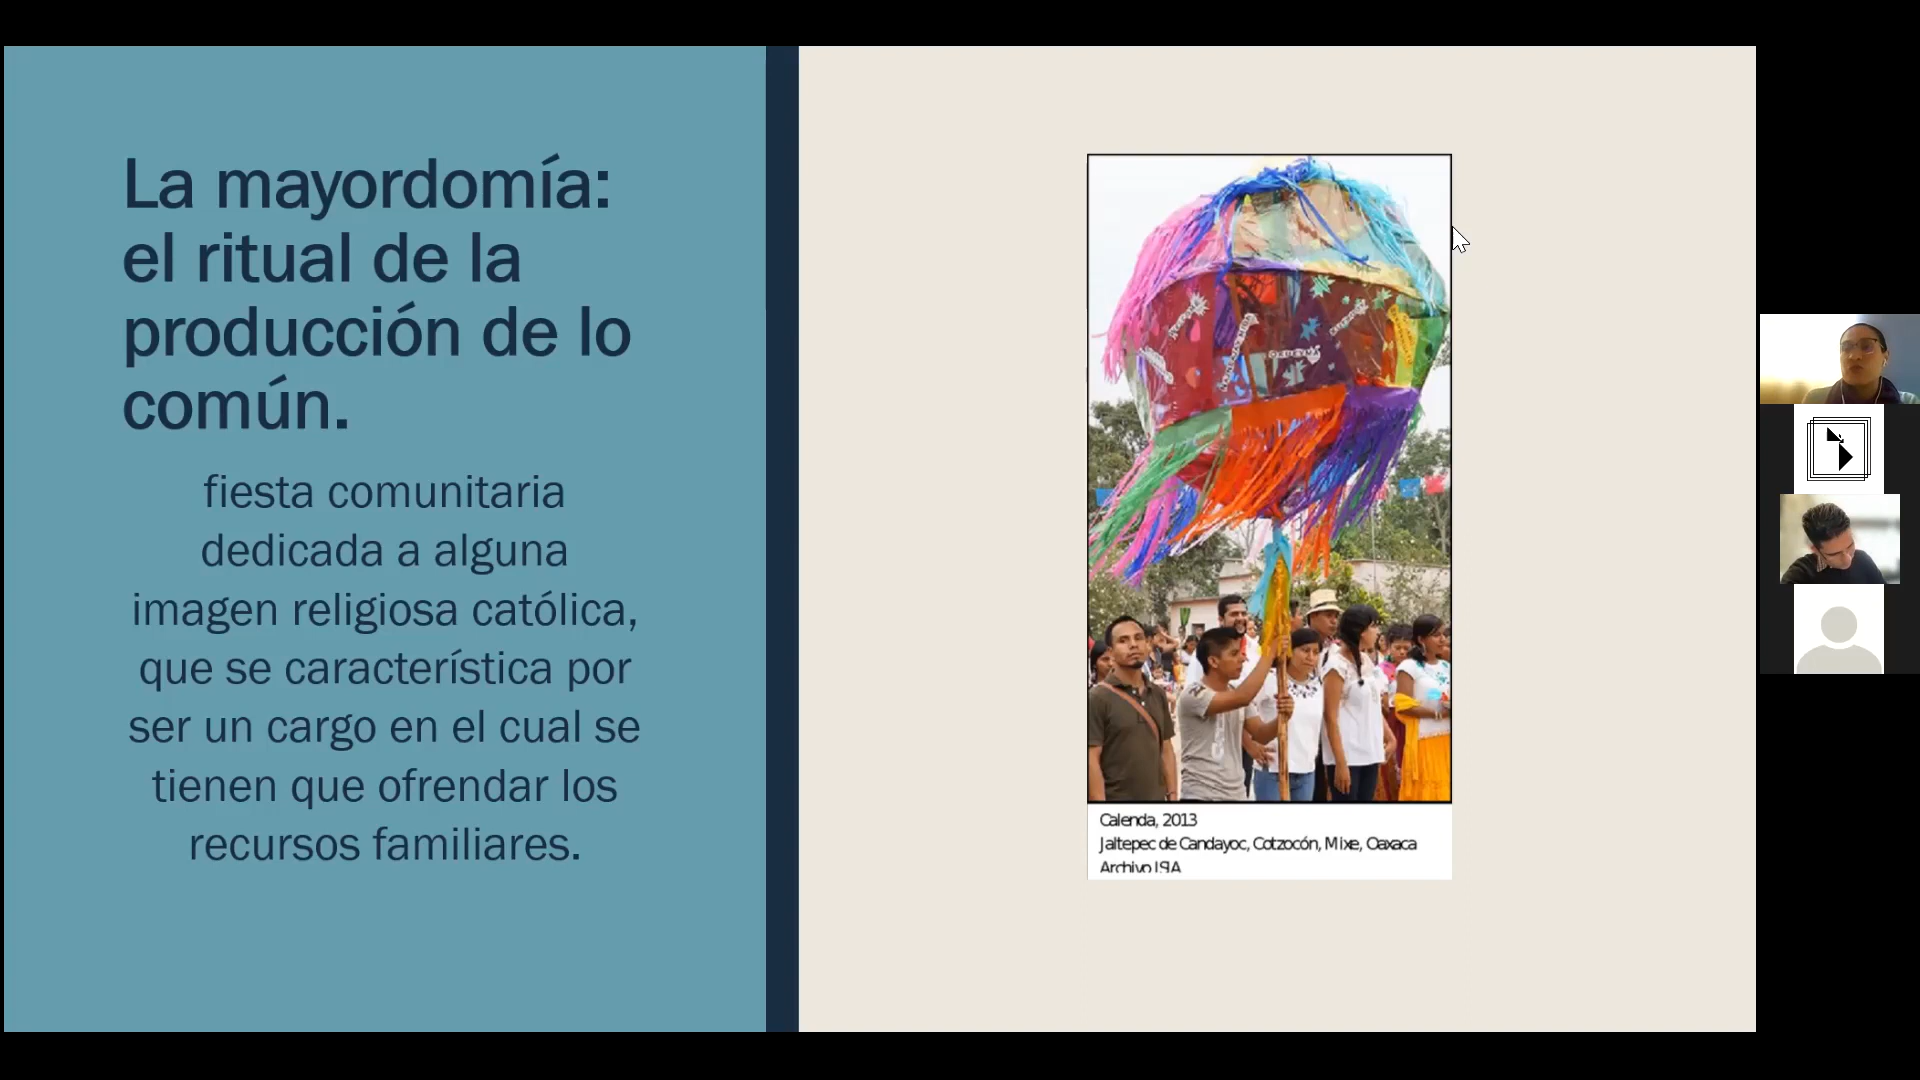 La mayordomía:
el ritual de la
producción de lo
común.
fiesta comunitaria
dedicada a alguna
imagen religiosa católica,
que se característica por
ser un cargo en el cual se
tienen que ofrendar los
recursos familiares.
Calenda, 2013
Jaltepec de Candayoc, Cotzocón, Mixe, Oaxaca
Archivo